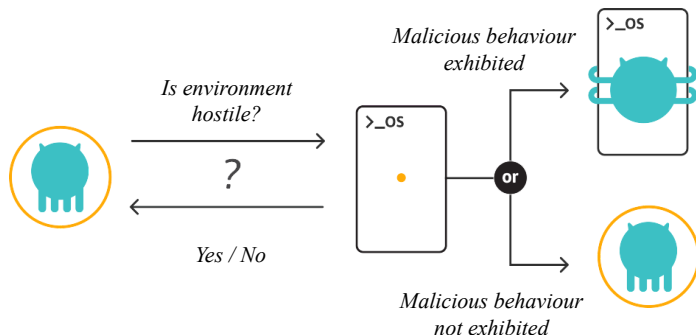 Is environment
hostile?
?
Yes / No
>_OS
or
Malicious behaviour
exhibited
>_OS
Malicious behaviour
not exhibited